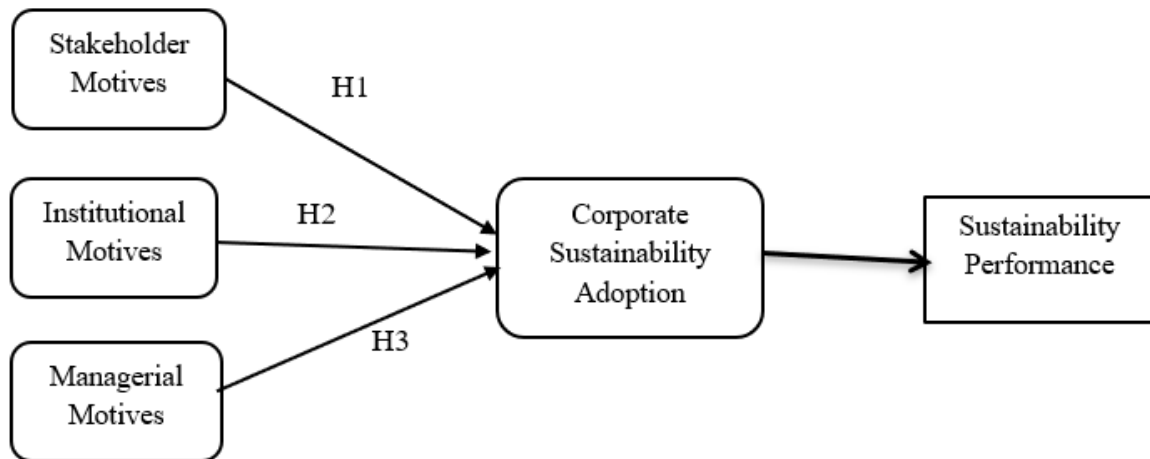 Stakeholder
Motives
H1
Institutional
Motives
H2
Corporate
Sustainability
Adoption
Sustainability
Performance
H3
Managerial
Motives